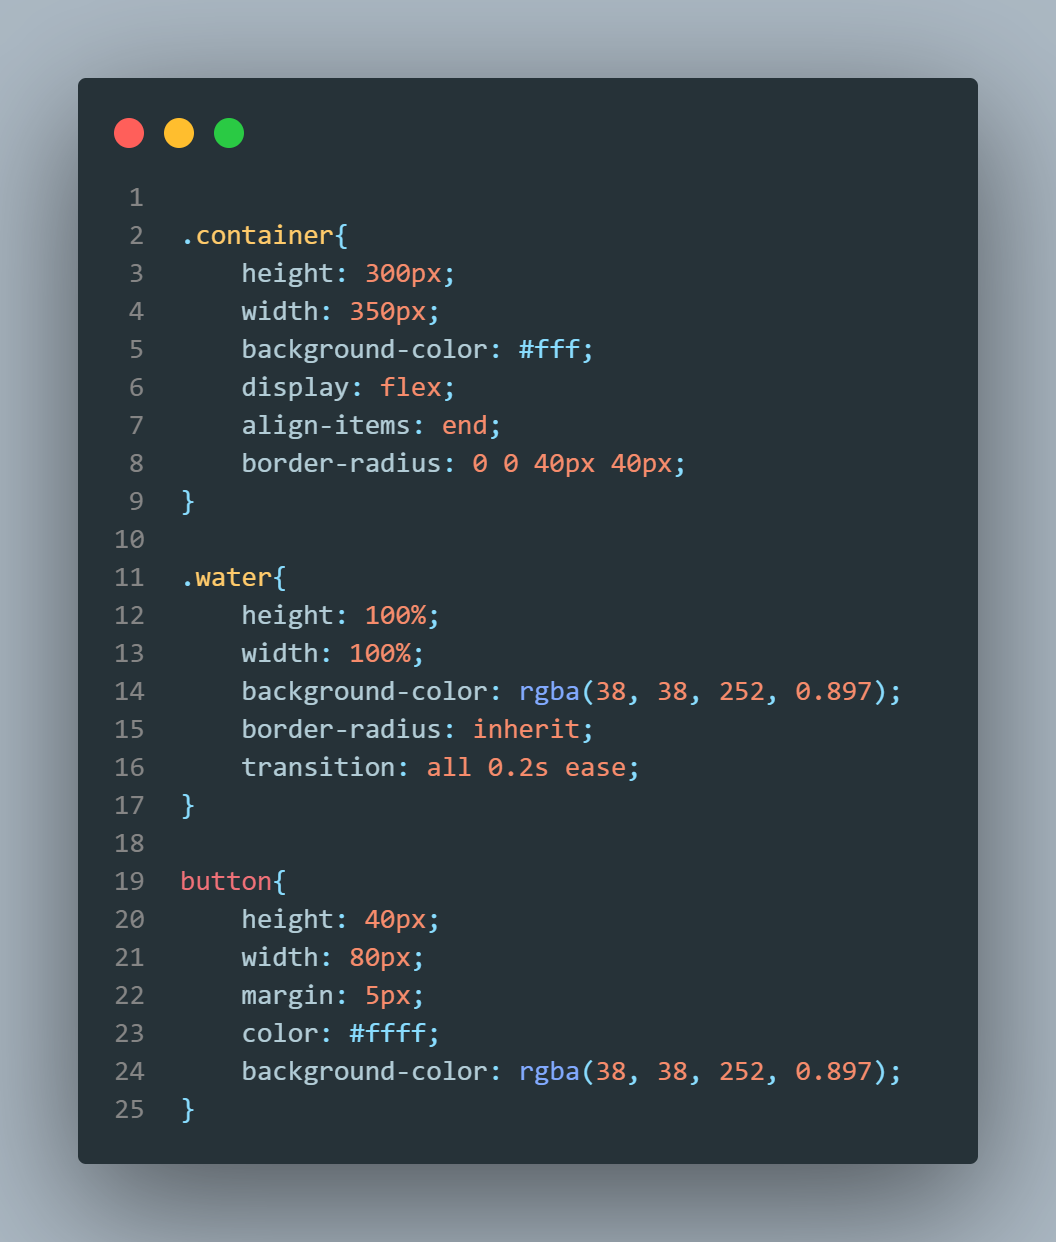 1
2 .container{
3     height: 300px;
4     width: 350px;
5     background-color: #fff;
6     display: flex;
7     align-items: end;
8     border-radius: 0 0 40px 40px;
9 }
10
11 .water{
12     height: 100%;
13     width: 100%;
14     background-color: rgba(38, 38, 252, 0.897);
15     border-radius: inherit;
16     transition: all 0.2s ease;
17 }
18
19 button{
20     height: 40px;
21     width: 80px;
22     margin: 5px;
23     color: #ffff;
24     background-color: rgba(38, 38, 252, 0.897);
25 }